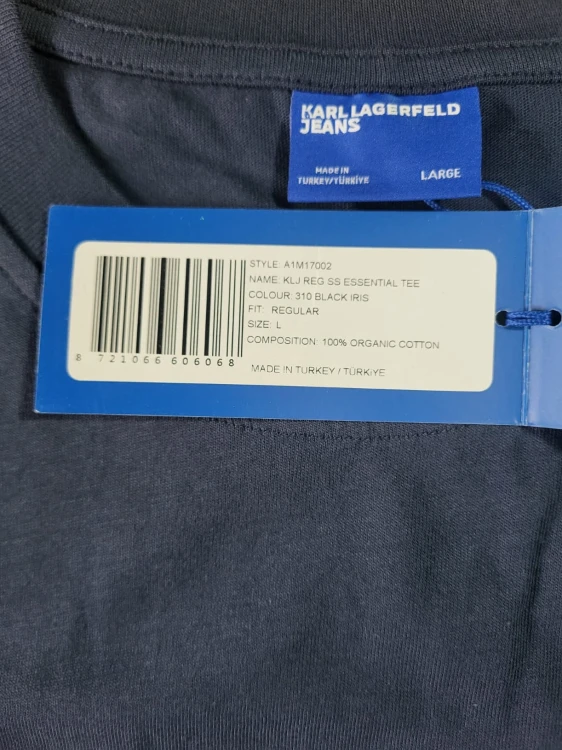 KARL LAGERFELD
JEANS
MADE IN
TURKEY/TÜRKİYE
LARGE
STYLE: A1M17002
NAME: KLJ REG SS ESSENTIAL TEE
COLOUR: 310 BLACK IRIS
FIT: REGULAR
SIZE: L
COMPOSITION: 100% ORGANIC COTTON
MADE IN TURKEY / TÜRKİYE
8 721066 606068